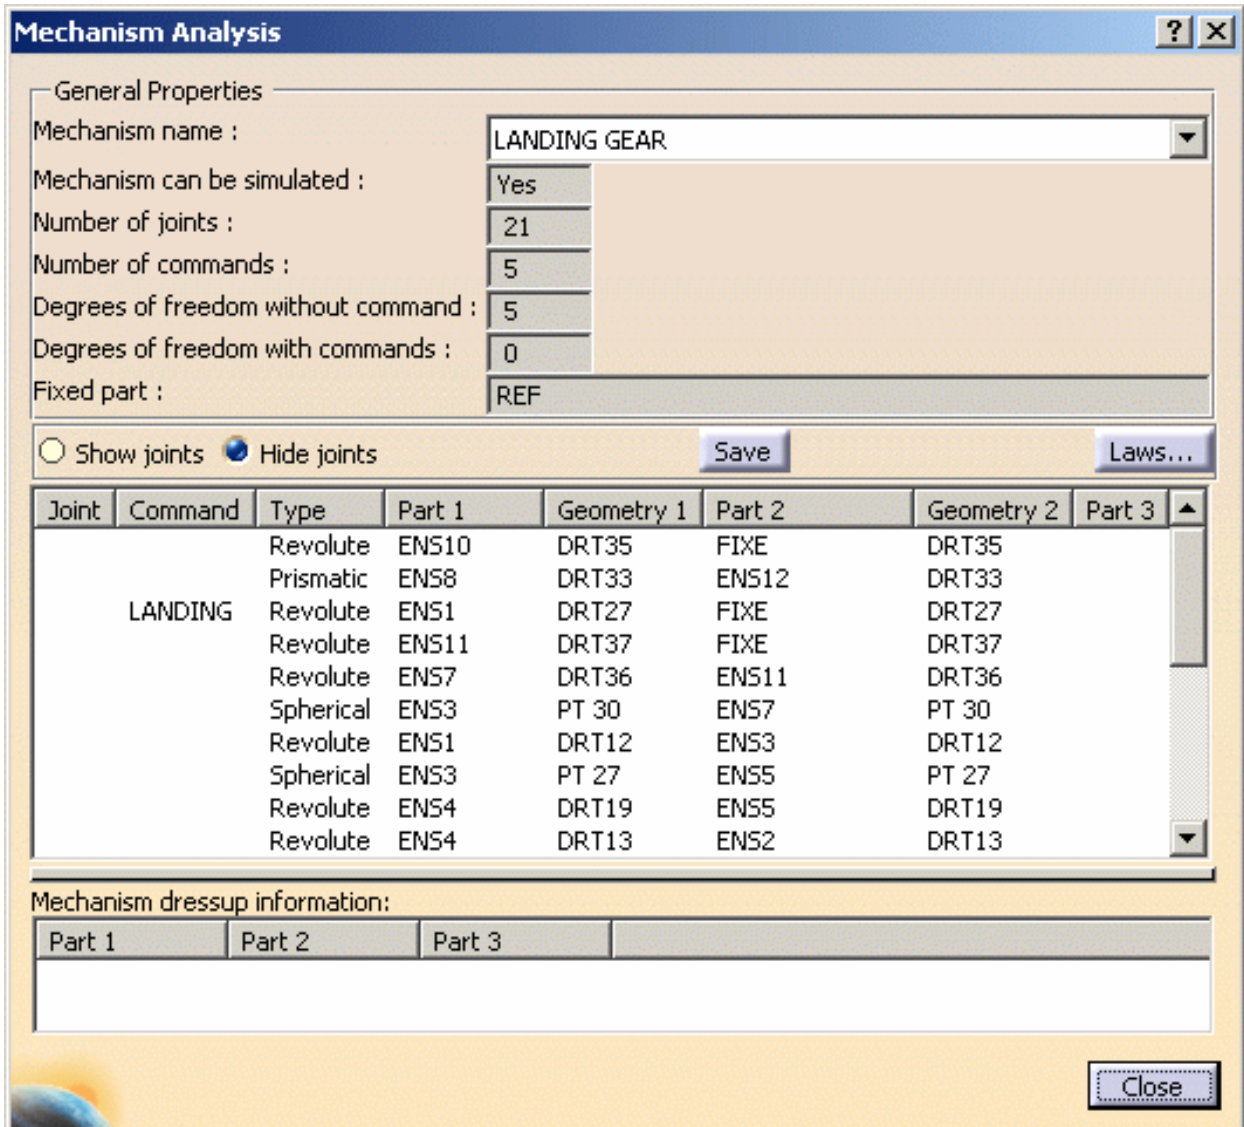 Mechanism Analysis ? X
General Properties
Mechanism name : LANDING GEAR
Mechanism can be simulated : Yes
Number of joints : 21
Number of commands : 5
Degrees of freedom without command : 5
Degrees of freedom with commands : 0
Fixed part : REF
Show joints Hide joints Save Laws...
Joint Command Type Part 1 Geometry 1 Part 2 Geometry 2 Part 3
Revolute ENS10 DRT35 FIXE DRT35
Prismatic ENS8 DRT33 ENS12 DRT33
LANDING Revolute ENS1 DRT27 FIXE DRT27
Revolute ENS11 DRT37 FIXE DRT37
Revolute ENS7 DRT36 ENS11 DRT36
Spherical ENS3 PT 30 ENS7 PT 30
Revolute ENS1 DRT12 ENS3 DRT12
Spherical ENS3 PT 27 ENS5 PT 27
Revolute ENS4 DRT19 ENS5 DRT19
Revolute ENS4 DRT13 ENS2 DRT13
Mechanism dressup information:
Part 1 Part 2 Part 3
Close